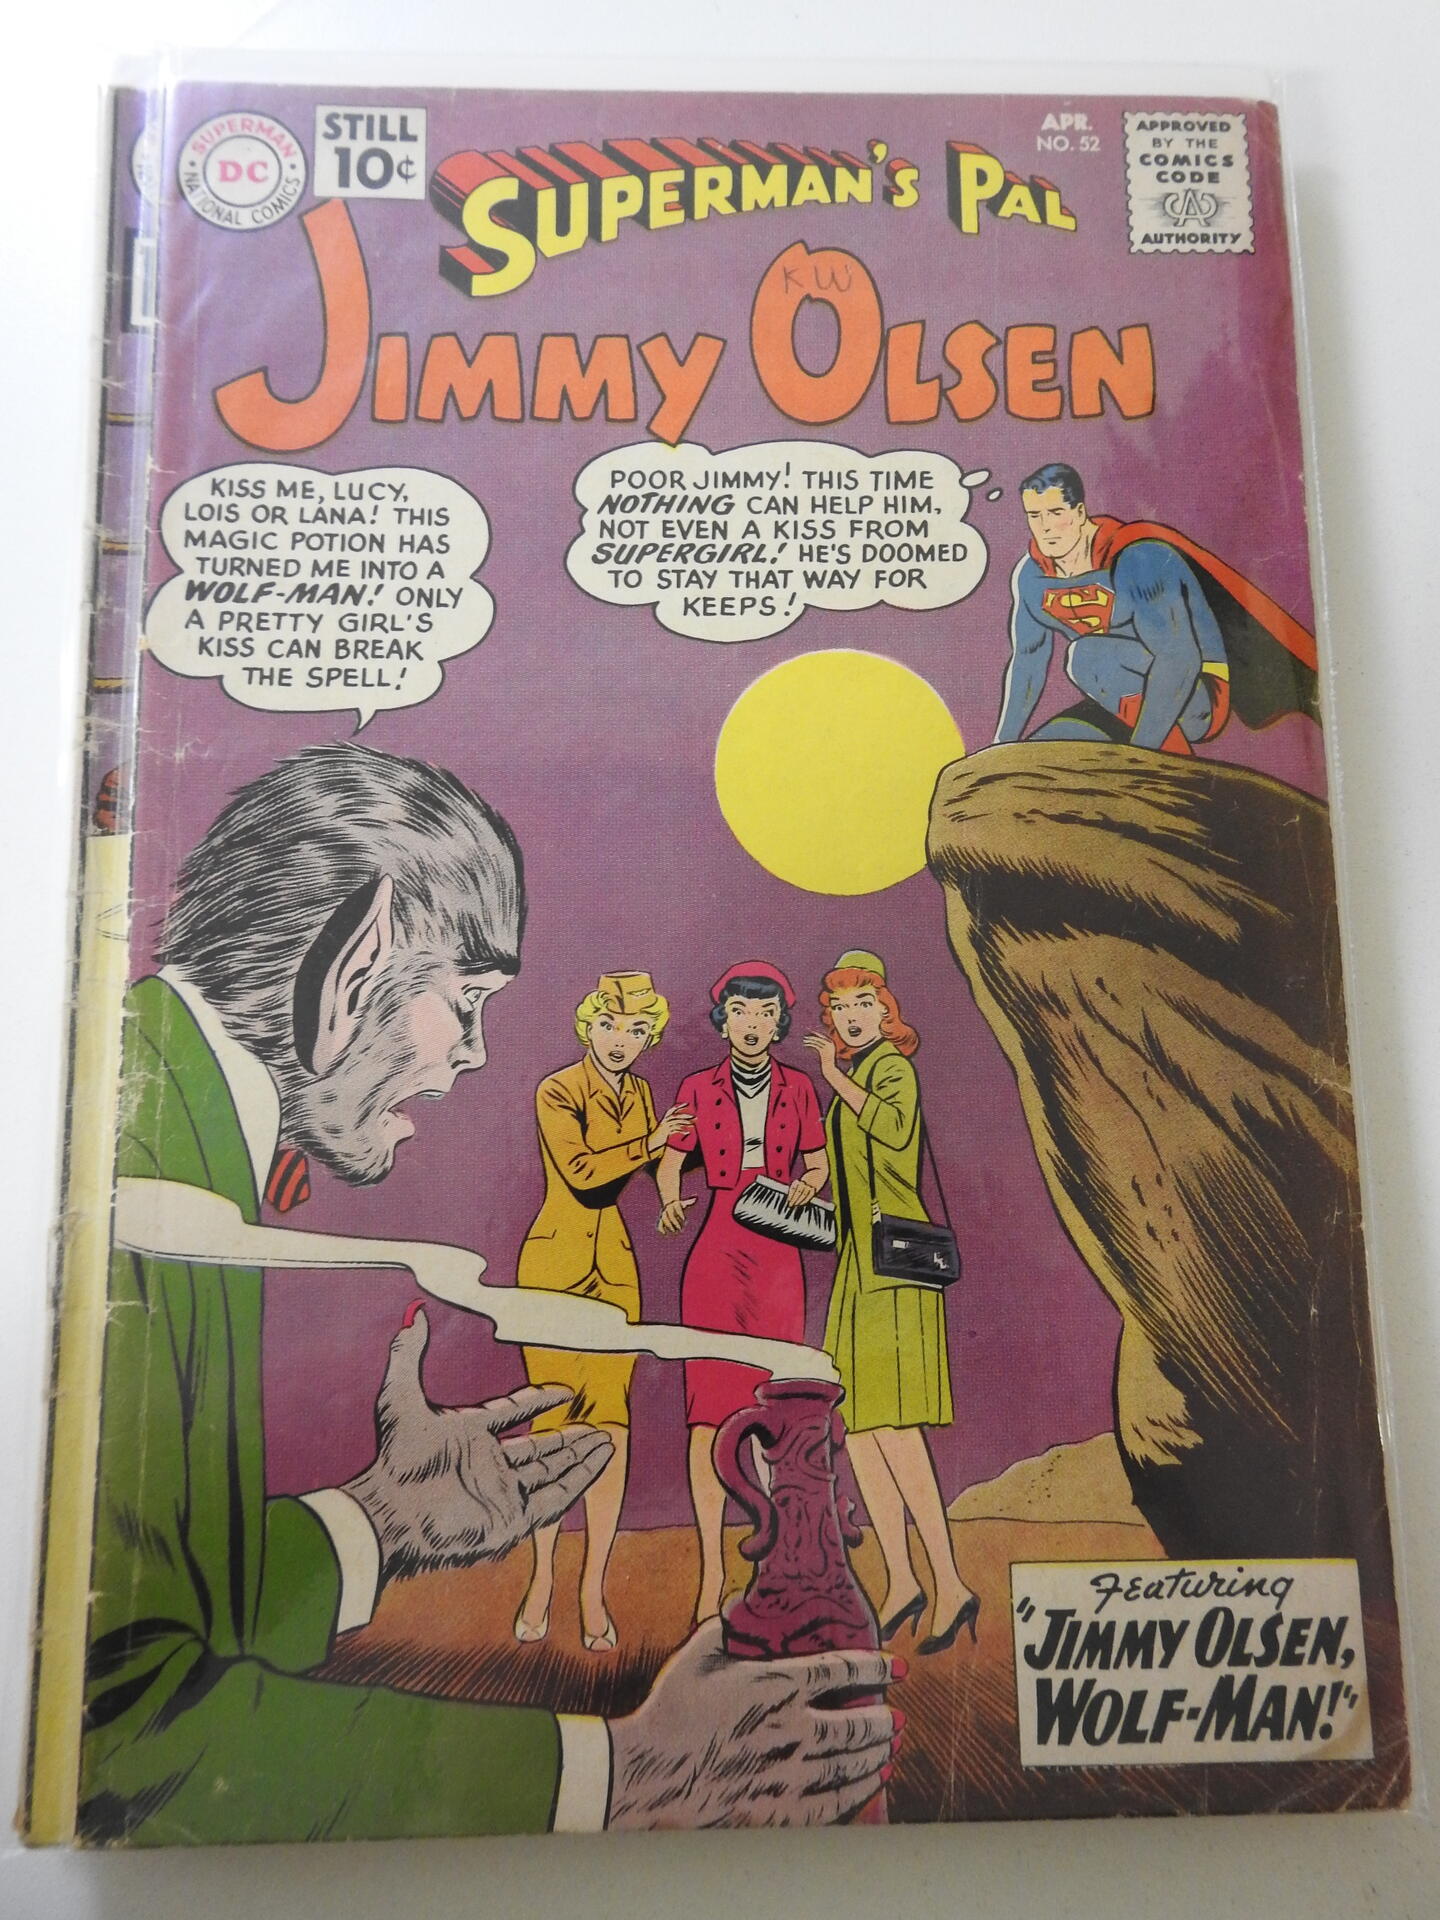 SUPERMAN
DC
NATIONAL COMICS
STILL
10¢
SUPERMAN'S PAL
JIMMY OLSEN
KW
APR.
NO. 52
APPROVED
BY THE
COMICS
CODE
CA
AUTHORITY
KISS ME, LUCY,
LOIS OR LANA! THIS
MAGIC POTION HAS
TURNED ME INTO A
WOLF-MAN! ONLY
A PRETTY GIRL'S
KISS CAN BREAK
THE SPELL!
POOR JIMMY! THIS TIME
NOTHING CAN HELP HIM,
NOT EVEN A KISS FROM
SUPERGIRL! HE'S DOOMED
TO STAY THAT WAY FOR
KEEPS!
S
LL
Featuring
"JIMMY OLSEN,
WOLF-MAN!"